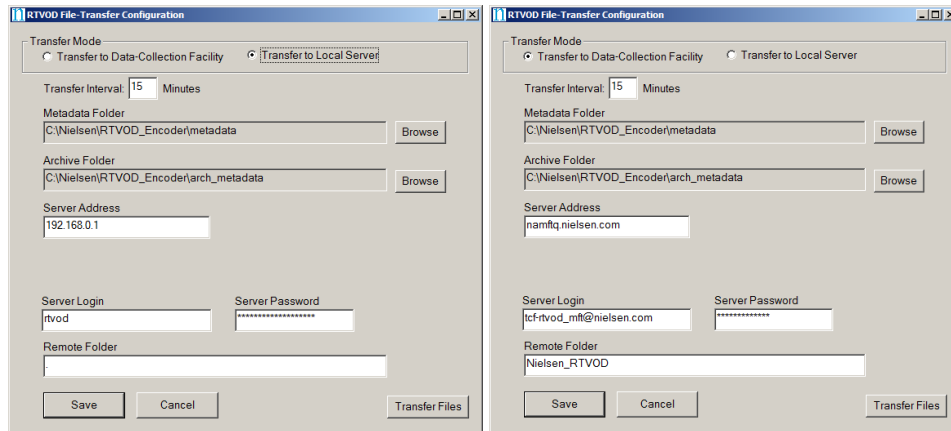 RTVOD File-Transfer Configuration
Transfer Mode
Transfer to Data-Collection Facility Transfer to Local Server
Transfer Interval: 15 Minutes
Metadata Folder
C:\Nielsen\RTVOD_Encoder\metadata Browse
Archive Folder
C:\Nielsen\RTVOD_Encoder\arch_metadata Browse
Server Address
192.168.0.1
Server Login Server Password
rtvod *******************
Remote Folder
.
Save Cancel Transfer Files
RTVOD File-Transfer Configuration
Transfer Mode
Transfer to Data-Collection Facility Transfer to Local Server
Transfer Interval: 15 Minutes
Metadata Folder
C:\Nielsen\RTVOD_Encoder\metadata Browse
Archive Folder
C:\Nielsen\RTVOD_Encoder\arch_metadata Browse
Server Address
namftq.nielsen.com
Server Login Server Password
tcf-rtvod_mft@nielsen.com *************
Remote Folder
Nielsen_RTVOD
Save Cancel Transfer Files